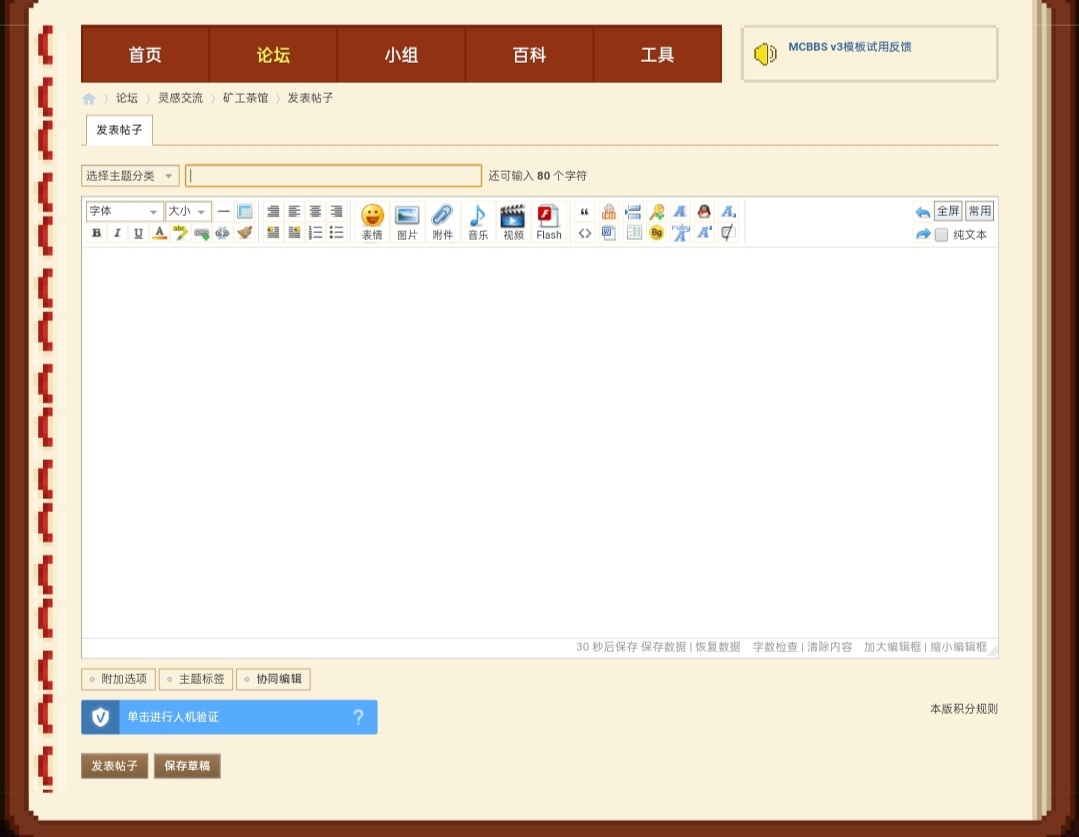 首页 论坛 小组 百科 工具
MCBBS v3模板试用反馈
论坛 〉 灵感交流 〉 矿工茶馆 〉 发表帖子
发表帖子
选择主题分类 还可输入 80 个字符
字体 大小 全屏 常用
B I U A abc 纯文本
表情 图片 附件 音乐 视频 Flash
30 秒后保存 保存数据 | 恢复数据 字数检查 | 清除内容 加大编辑框 | 缩小编辑框
附加选项 主题标签 协同编辑
单击进行人机验证 ?
本版积分规则
发表帖子 保存草稿